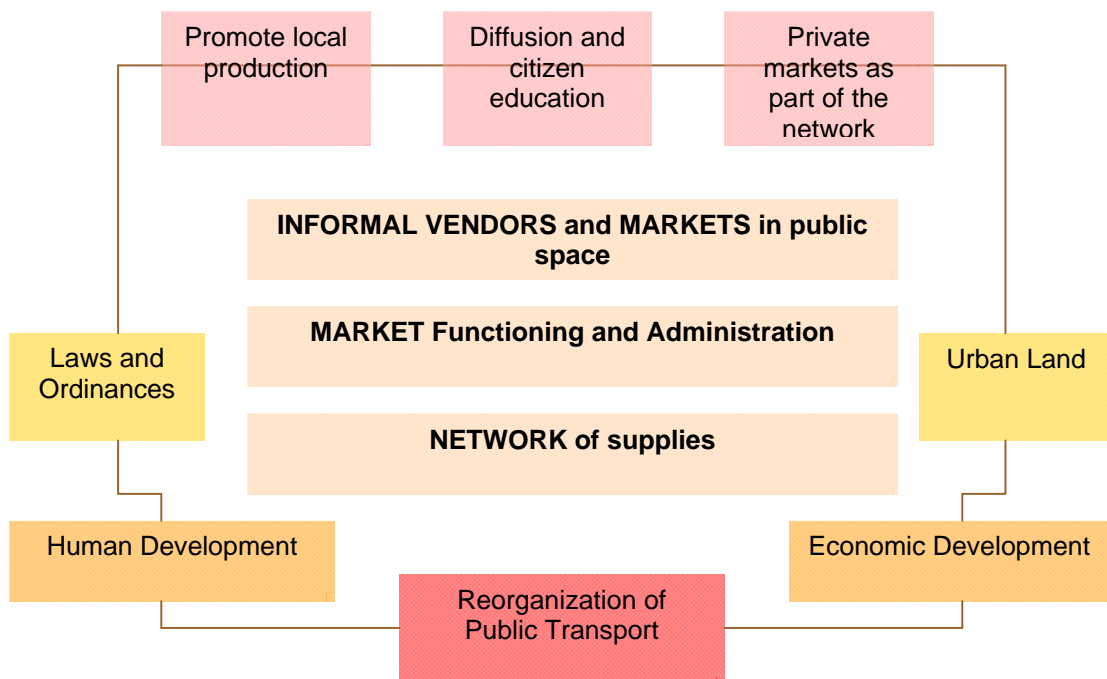 Promote local
production
Diffusion and
citizen
education
Private
markets as
part of the
network
INFORMAL VENDORS and MARKETS in public
space
MARKET Functioning and Administration
Laws and
Ordinances
Urban Land
NETWORK of supplies
Human Development
Economic Development
Reorganization of
Public Transport